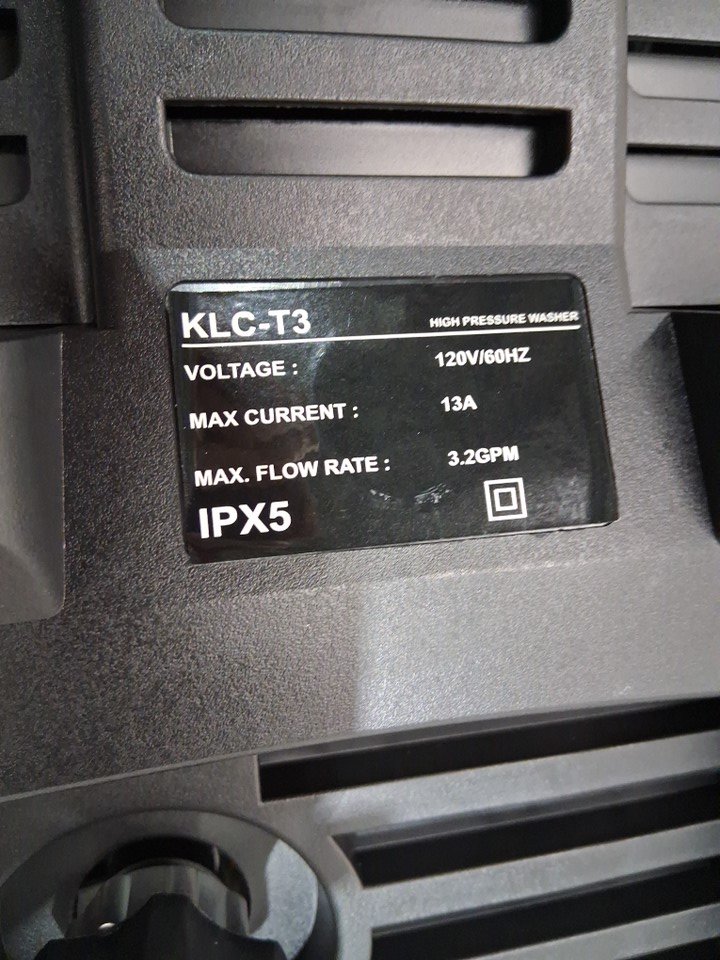 KLC-T3 HIGH PRESSURE WASHER
VOLTAGE : 120V/60HZ
MAX CURRENT : 13A
MAX. FLOW RATE : 3.2GPM
IPX5